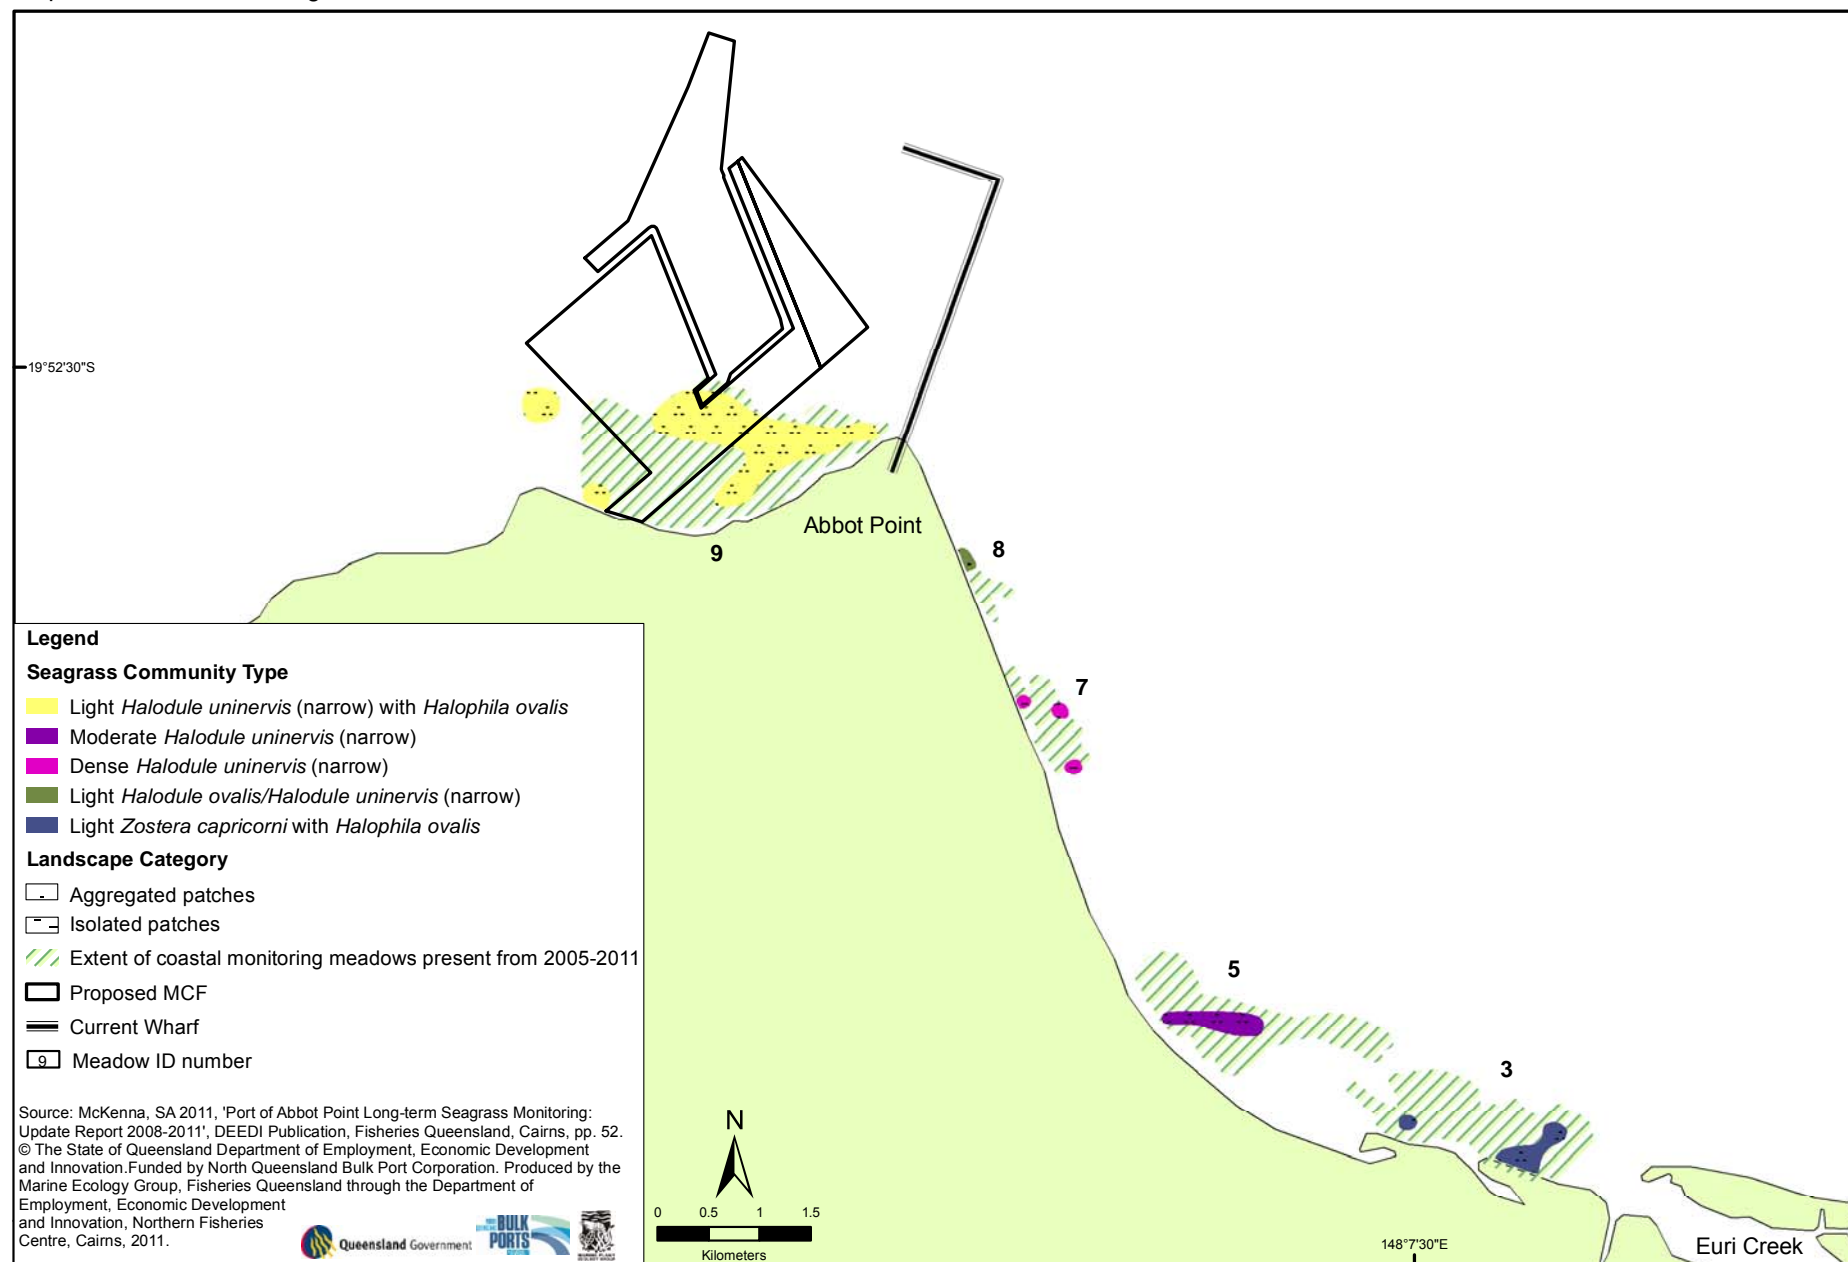 19°52'30"S
Abbot Point
9
8
7
5
3
Legend
Seagrass Community Type
Light Halodule uninervis (narrow) with Halophila ovalis
Moderate Halodule uninervis (narrow)
Dense Halodule uninervis (narrow)
Light Halodule ovalis/Halodule uninervis (narrow)
Light Zostera capricorni with Halophila ovalis
Landscape Category
Aggregated patches
Isolated patches
Extent of coastal monitoring meadows present from 2005-2011
Proposed MCF
Current Wharf
9 Meadow ID number
Source: McKenna, SA 2011, 'Port of Abbot Point Long-term Seagrass Monitoring:
Update Report 2008-2011', DEEDI Publication, Fisheries Queensland, Cairns, pp. 52.
© The State of Queensland Department of Employment, Economic Development
and Innovation.Funded by North Queensland Bulk Port Corporation. Produced by the
Marine Ecology Group, Fisheries Queensland through the Department of
Employment, Economic Development
and Innovation, Northern Fisheries
Centre, Cairns, 2011.
Queensland Government
BULK
PORTS
N
0 0.5 1 1.5
Kilometers
148°7'30"E
Euri Creek